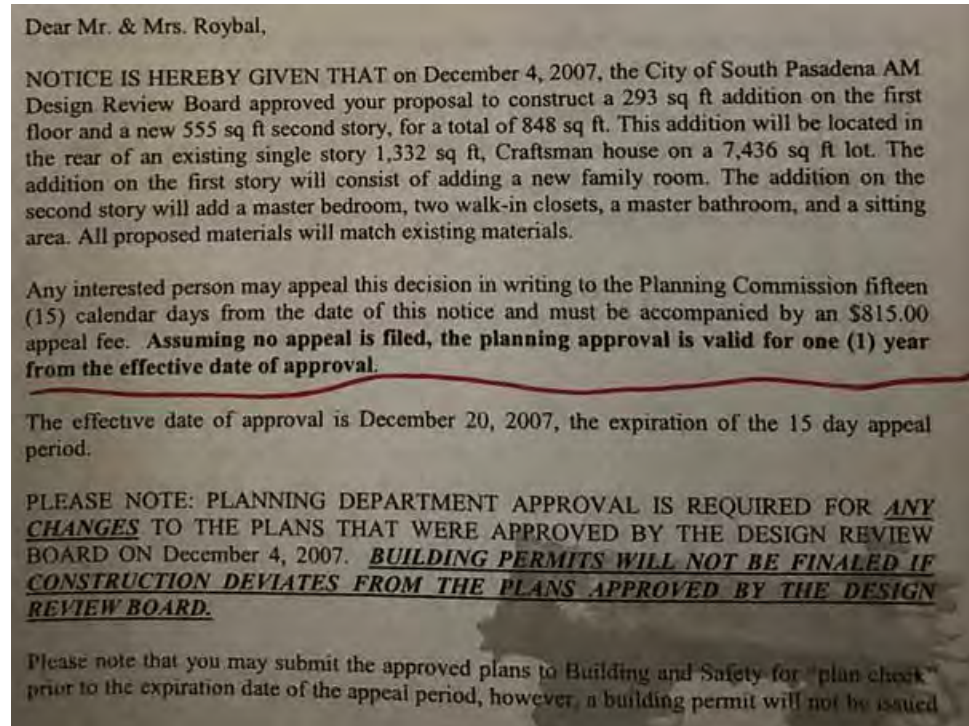 Dear Mr. & Mrs. Roybal,
NOTICE IS HEREBY GIVEN THAT on December 4, 2007, the City of South Pasadena AM
Design Review Board approved your proposal to construct a 293 sq ft addition on the first
floor and a new 555 sq ft second story, for a total of 848 sq ft. This addition will be located in
the rear of an existing single story 1,332 sq ft, Craftsman house on a 7,436 sq ft lot. The
addition on the first story will consist of adding a new family room. The addition on the
second story will add a master bedroom, two walk-in closets, a master bathroom, and a sitting
area. All proposed materials will match existing materials.
Any interested person may appeal this decision in writing to the Planning Commission fifteen
(15) calendar days from the date of this notice and must be accompanied by an $815.00
appeal fee. Assuming no appeal is filed, the planning approval is valid for one (1) year
from the effective date of approval.
The effective date of approval is December 20, 2007, the expiration of the 15 day appeal
period.
PLEASE NOTE: PLANNING DEPARTMENT APPROVAL IS REQUIRED FOR ANY
CHANGES TO THE PLANS THAT WERE APPROVED BY THE DESIGN REVIEW
BOARD ON December 4, 2007. BUILDING PERMITS WILL NOT BE FINALED IF
CONSTRUCTION DEVIATES FROM THE PLANS APPROVED BY THE DESIGN
REVIEW BOARD.
Please note that you may submit the approved plans to Building and Safety for "plan check"
prior to the expiration date of the appeal period, however, a building permit will not be issued